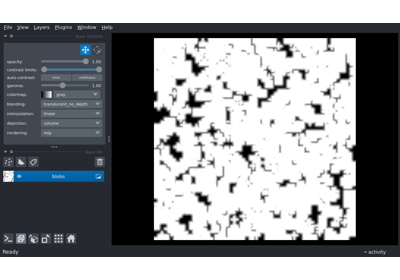 File View Layers Plugins Window Help
opacity: 1.00
contrast limits:
auto-contrast: once continuous
gamma: 1.00
colormap: gray
blending: translucent_no_depth
interpolation: linear
depiction: volume
rendering: mip
blobs
Ready
activity